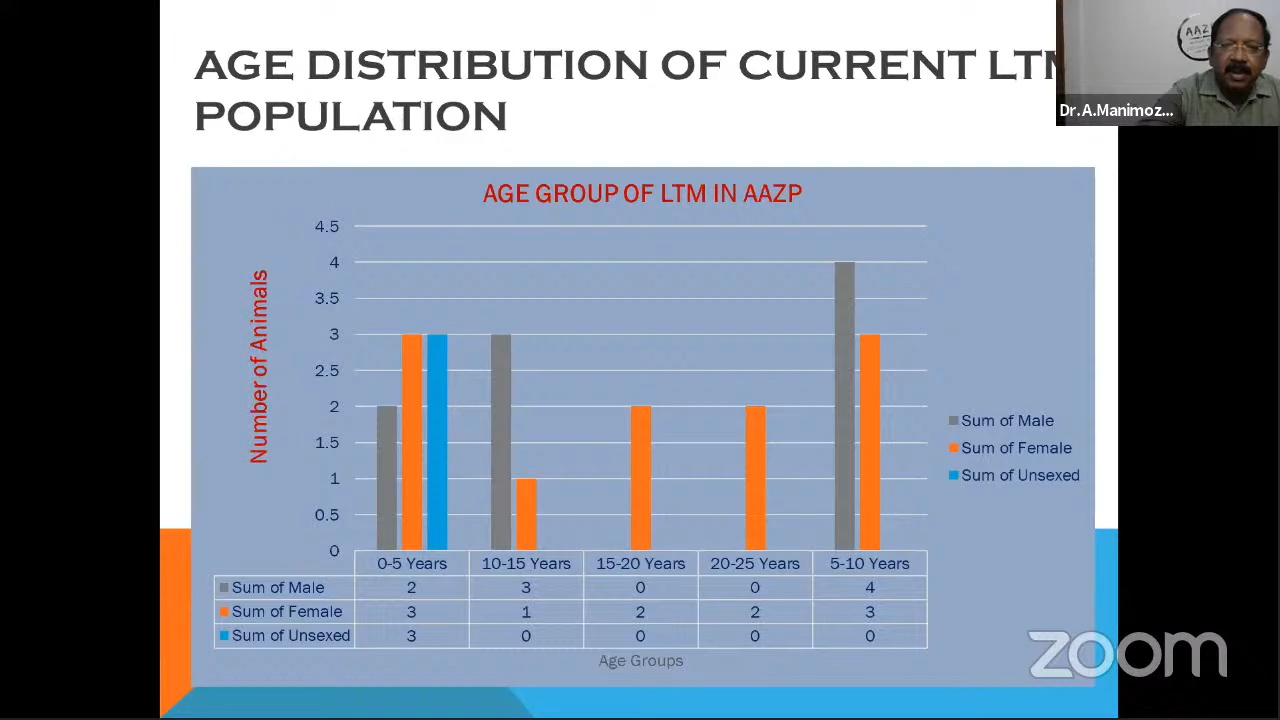 AGE DISTRIBUTION OF CURRENT LTM
POPULATION
AAZ
Dr.A.Manimoz...
AGE GROUP OF LTM IN AAZP
Number of Animals
4.5
4
3.5
3
2.5
2
1.5
1
0.5
0
0-5 Years 10-15 Years 15-20 Years 20-25 Years 5-10 Years
Sum of Male 2 3 0 0 4
Sum of Female 3 1 2 2 3
Sum of Unsexed 3 0 0 0 0
Age Groups
Sum of Male
Sum of Female
Sum of Unsexed
zoom